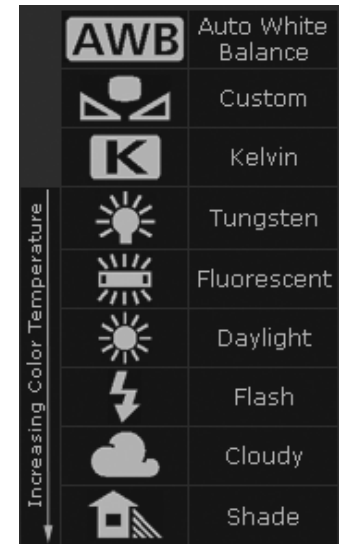 AWB
Auto White
Balance
Custom
K
Kelvin
Increasing Color Temperature
Tungsten
Fluorescent
Daylight
Flash
Cloudy
Shade